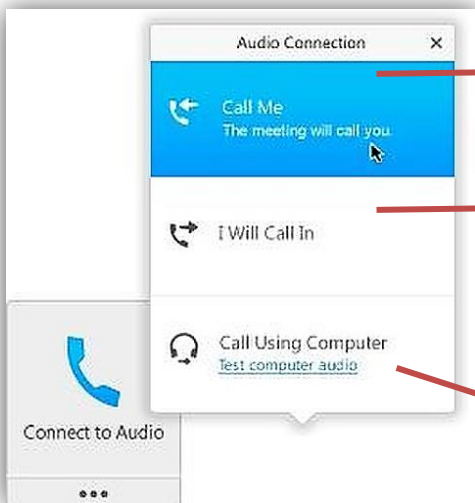 Audio Connection
Call Me
The meeting will call you.
I Will Call In
Call Using Computer
Test computer audio
Connect to Audio